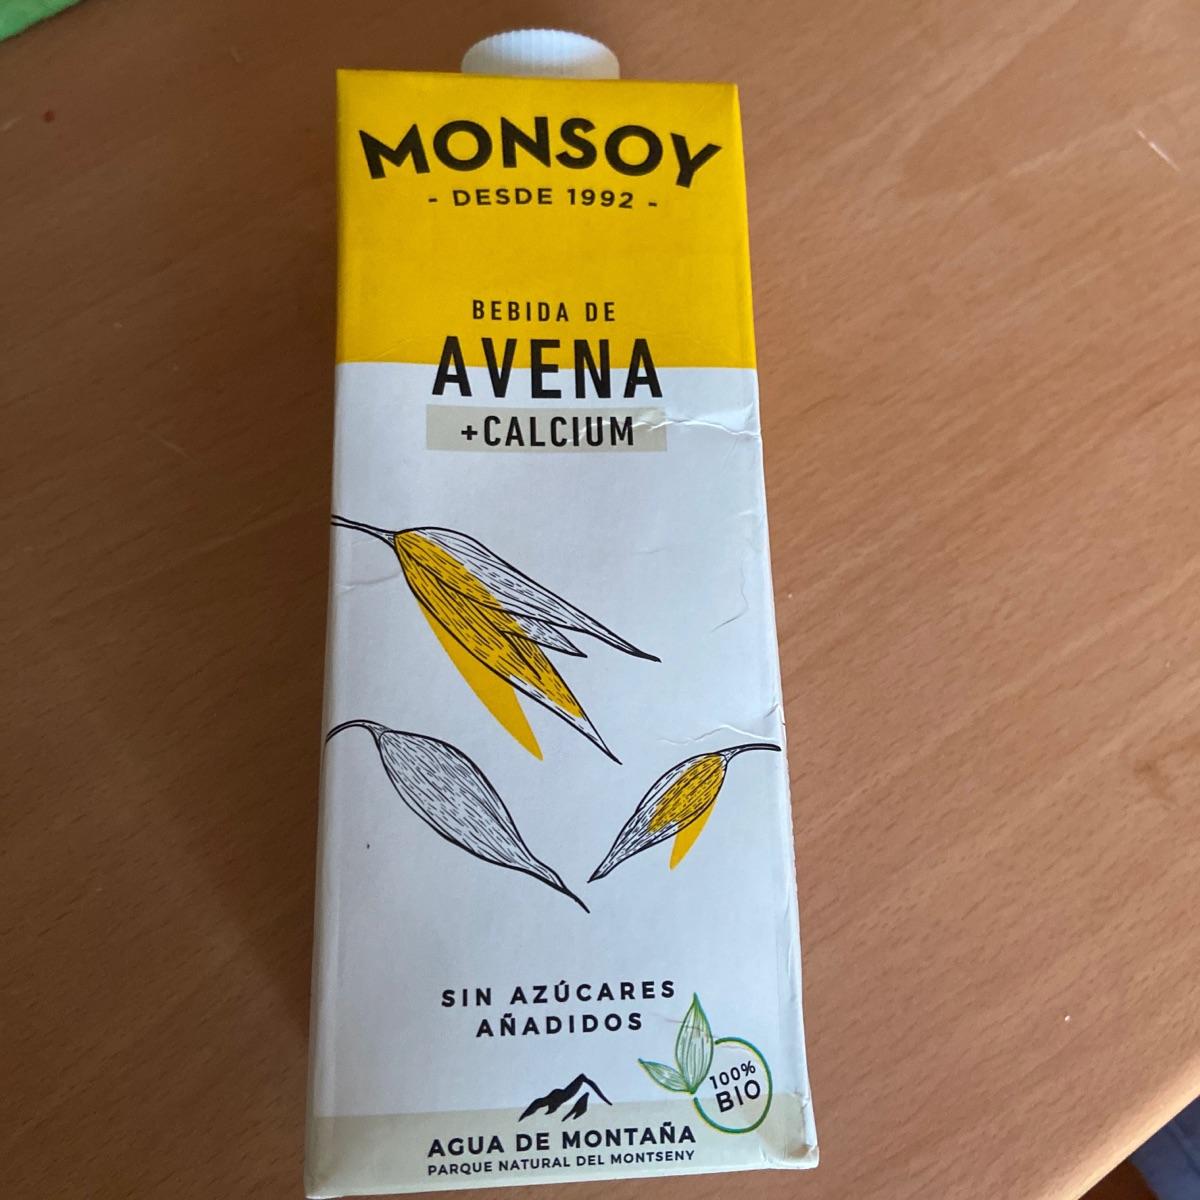 MONSOY
- DESDE 1992 -
BEBIDA DE
AVENA
+CALCIUM
SIN AZÚCARES
AÑADIDOS
100%
BIO
AGUA DE MONTAÑA
PARQUE NATURAL DEL MONTSENY